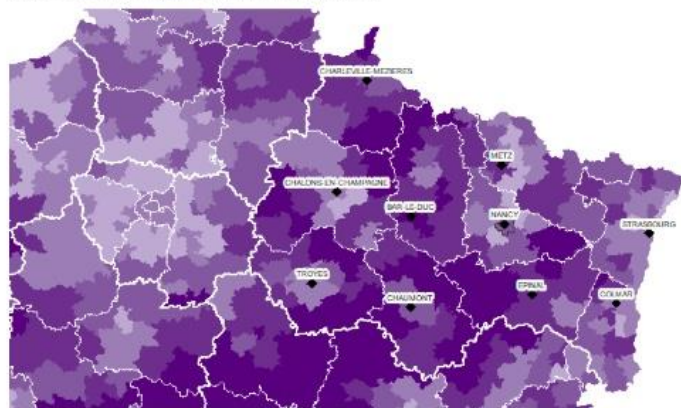 CHARLEVILLE-MEZIERES
METZ
CHALONS-EN-CHAMPAGNE
BAR-LE-DUC
NANCY
STRASBOURG
TROYES
EPINAL
CHAUMONT
COLMAR